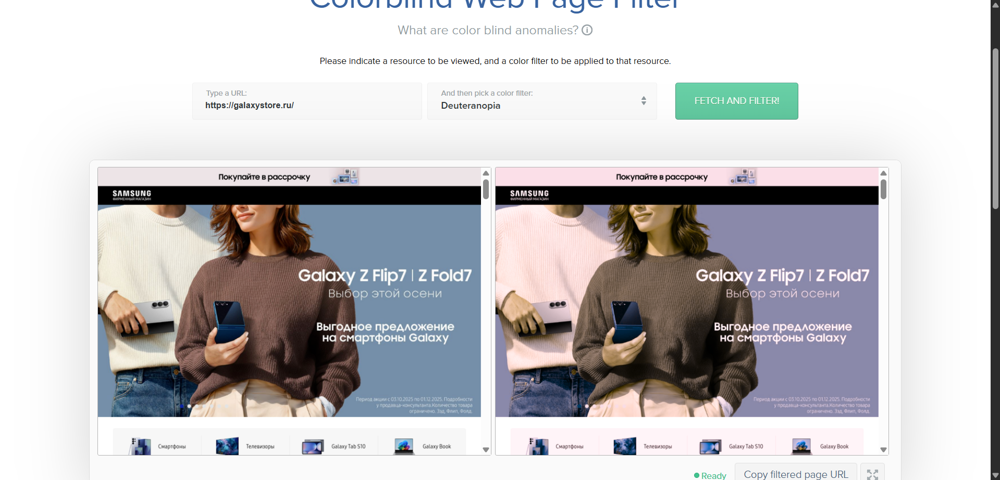 Colorblind Web Page Filter
What are color blind anomalies?
Please indicate a resource to be viewed, and a color filter to be applied to that resource.
Type a URL:
https://galaxystore.ru/
And then pick a color filter:
Deuteranopia
FETCH AND FILTER!
Покупайте в рассрочку
SAMSUNG
ФИРМЕННЫЙ МАГАЗИН
Galaxy Z Flip7 | Z Fold7
Выбор этой осени
Выгодное предложение
на смартфоны Galaxy
Период акции с 03.10.2025 по 01.12.2025. Подробности
у продавца-консультанта.Количество товара
ограничено. Зэд, Флип, Фолд.
Смартфоны
Телевизоры
Galaxy Tab S10
Galaxy Book
Покупайте в рассрочку
SAMSUNG
ФИРМЕННЫЙ МАГАЗИН
Galaxy Z Flip7 | Z Fold7
Выбор этой осени
Выгодное предложение
на смартфоны Galaxy
Период акции с 03.10.2025 по 01.12.2025. Подробности
у продавца-консультанта.Количество товара
ограничено. Зэд, Флип, Фолд.
Смартфоны
Телевизоры
Galaxy Tab S10
Galaxy Book
Ready
Copy filtered page URL